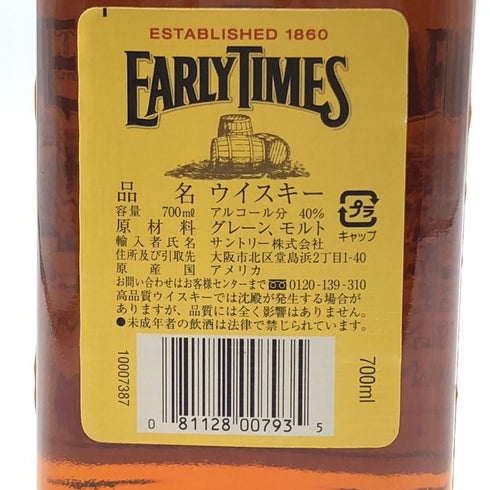 ESTABLISHED 1860
EARLY TIMES
品 名 ウイスキー
容量 700mℓ アルコール分 40%
原材料 グレーン、モルト
輸入者氏名 サントリー株式会社
住所及び引取先 大阪市北区堂島浜2丁目1-40
原産国 アメリカ
プラ
キャップ
お問い合わせはお客様センターまで 0120-139-310
高品質ウイスキーでは沈殿が発生する場合が
ありますが、品質には全く影響はありません。
●未成年者の飲酒は法律で禁じられています。
10007387
0 81128 00793 5
700ml